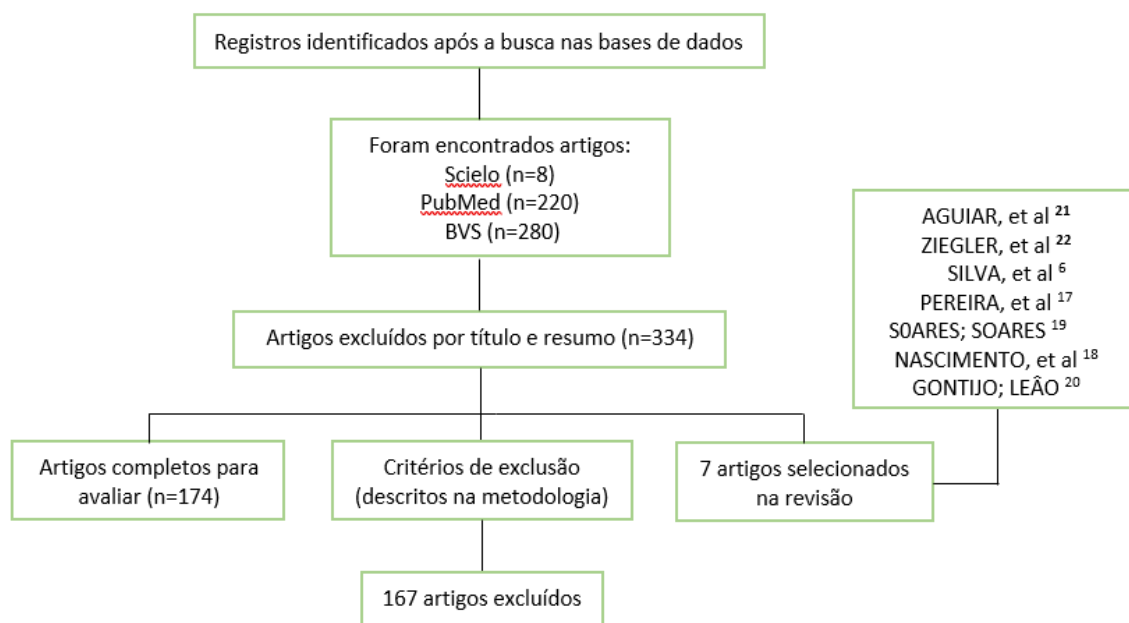 Registros identificados após a busca nas bases de dados
Foram encontrados artigos:
Scielo (n=8)
PubMed (n=220)
BVS (n=280)
AGUIAR, et al 21
ZIEGLER, et al 22
SILVA, et al 6
PEREIRA, et al 17
S0ARES; SOARES 19
NASCIMENTO, et al 18
GONTIJO; LEÂO 20
Artigos excluídos por título e resumo (n=334)
Artigos completos para
avaliar (n=174)
Critérios de exclusão
(descritos na metodologia)
7 artigos selecionados
na revisão
167 artigos excluídos